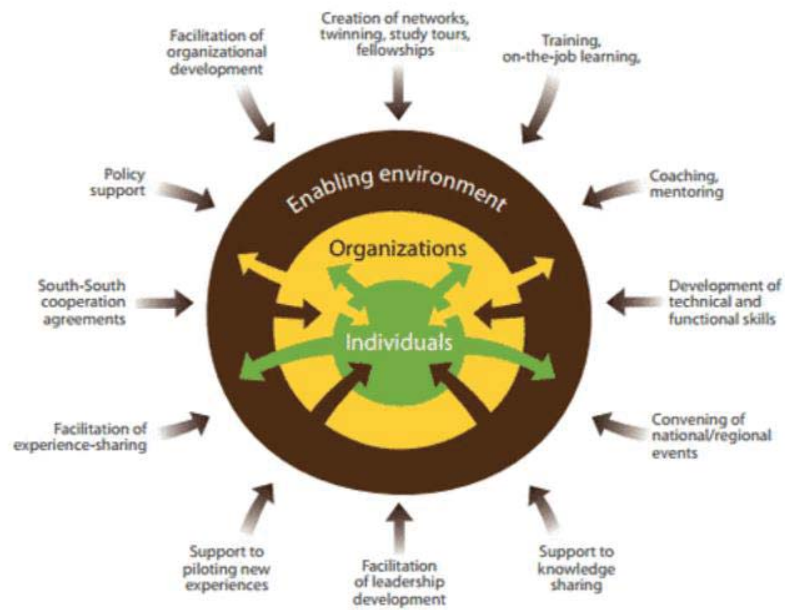 Facilitation of
organizational
development
Creation of networks,
twinning, study tours,
fellowships
Training,
on-the-job learning,
Policy
support
Coaching,
mentoring
Enabling environment
Organizations
Individuals
South-South
cooperation
agreements
Development of
technical and
functional skills
Facilitation of
experience-sharing
Convening of
national/regional
events
Support to
piloting new
experiences
Facilitation
of leadership
development
Support to
knowledge
sharing